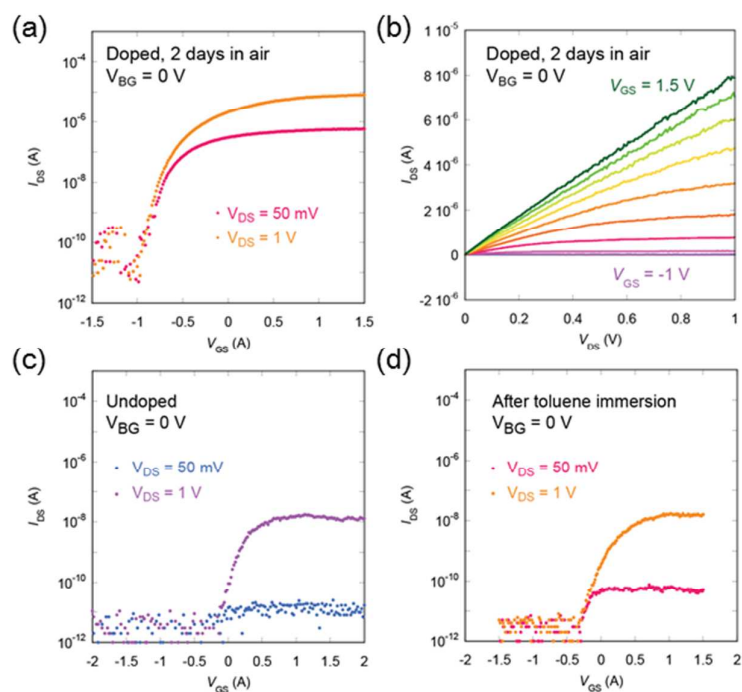 (a)
Doped, 2 days in air
V_BG = 0 V
10^-4
10^-6
10^-8
10^-10
10^-12
I_DS (A)
V_DS = 50 mV
V_DS = 1 V
-1.5 -1 -0.5 0 0.5 1 1.5
V_GS (A)
(b)
Doped, 2 days in air
V_BG = 0 V
1 10^-5
8 10^-6
6 10^-6
4 10^-6
2 10^-6
0
-2 10^-6
I_DS (A)
V_GS = 1.5 V
V_GS = -1 V
0 0.2 0.4 0.6 0.8 1
V_DS (V)
(c)
Undoped
V_BG = 0 V
10^-4
10^-6
10^-8
10^-10
10^-12
I_DS (A)
V_DS = 50 mV
V_DS = 1 V
-2 -1.5 -1 -0.5 0 0.5 1 1.5 2
V_GS (A)
(d)
After toluene immersion
V_BG = 0 V
10^-4
10^-6
10^-8
10^-10
10^-12
I_DS (A)
V_DS = 50 mV
V_DS = 1 V
-2 -1.5 -1 -0.5 0 0.5 1 1.5 2
V_GS (A)